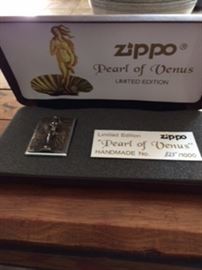 zippo®
Pearl of Venus
LIMITED EDITION
Limited Edition zippo
"Pearl of Venus"
HANDMADE No. /1000